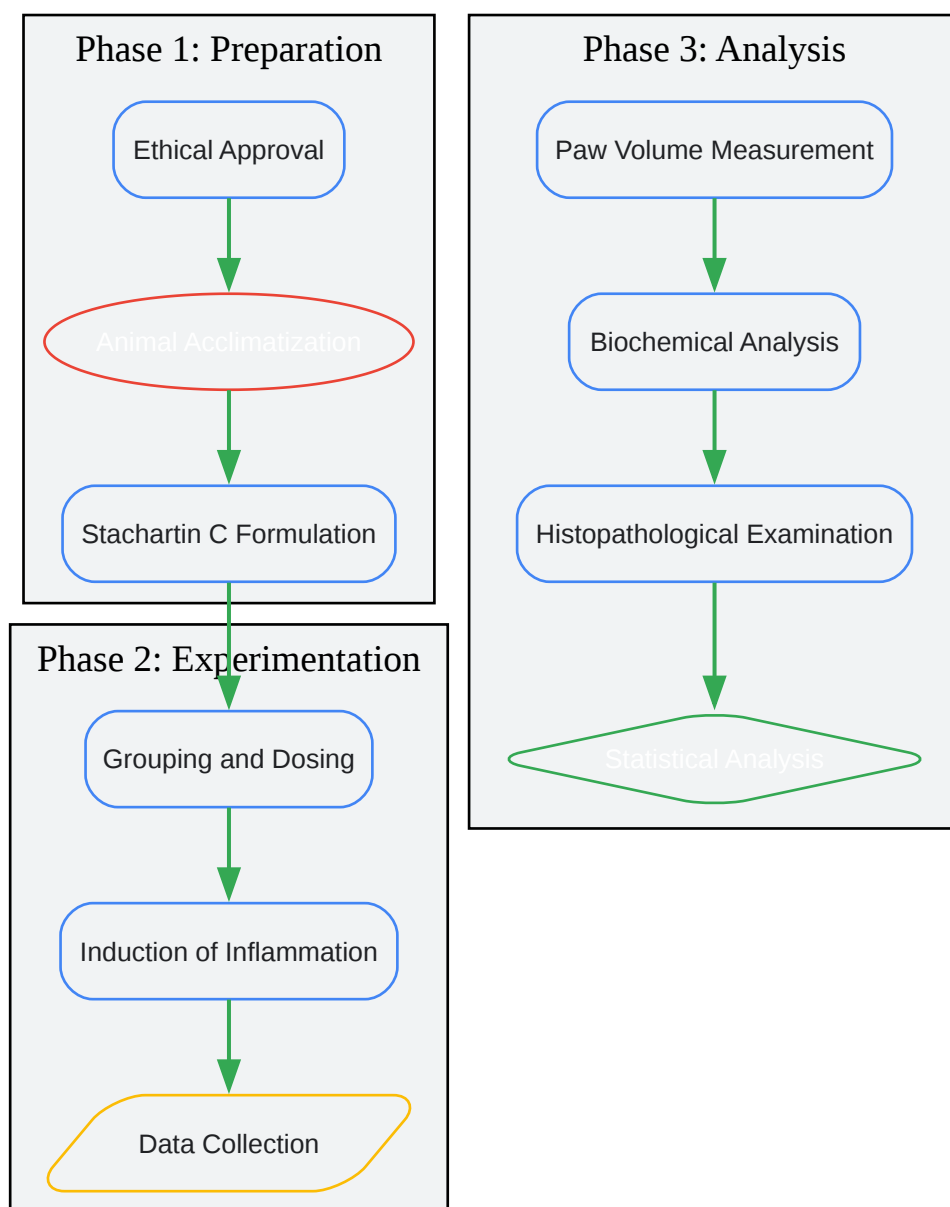 Phase 1: Preparation
Ethical Approval
Animal Acclimatization
Stachartin C Formulation
Phase 2: Experimentation
Grouping and Dosing
Induction of Inflammation
Data Collection
Phase 3: Analysis
Paw Volume Measurement
Biochemical Analysis
Histopathological Examination
Statistical Analysis